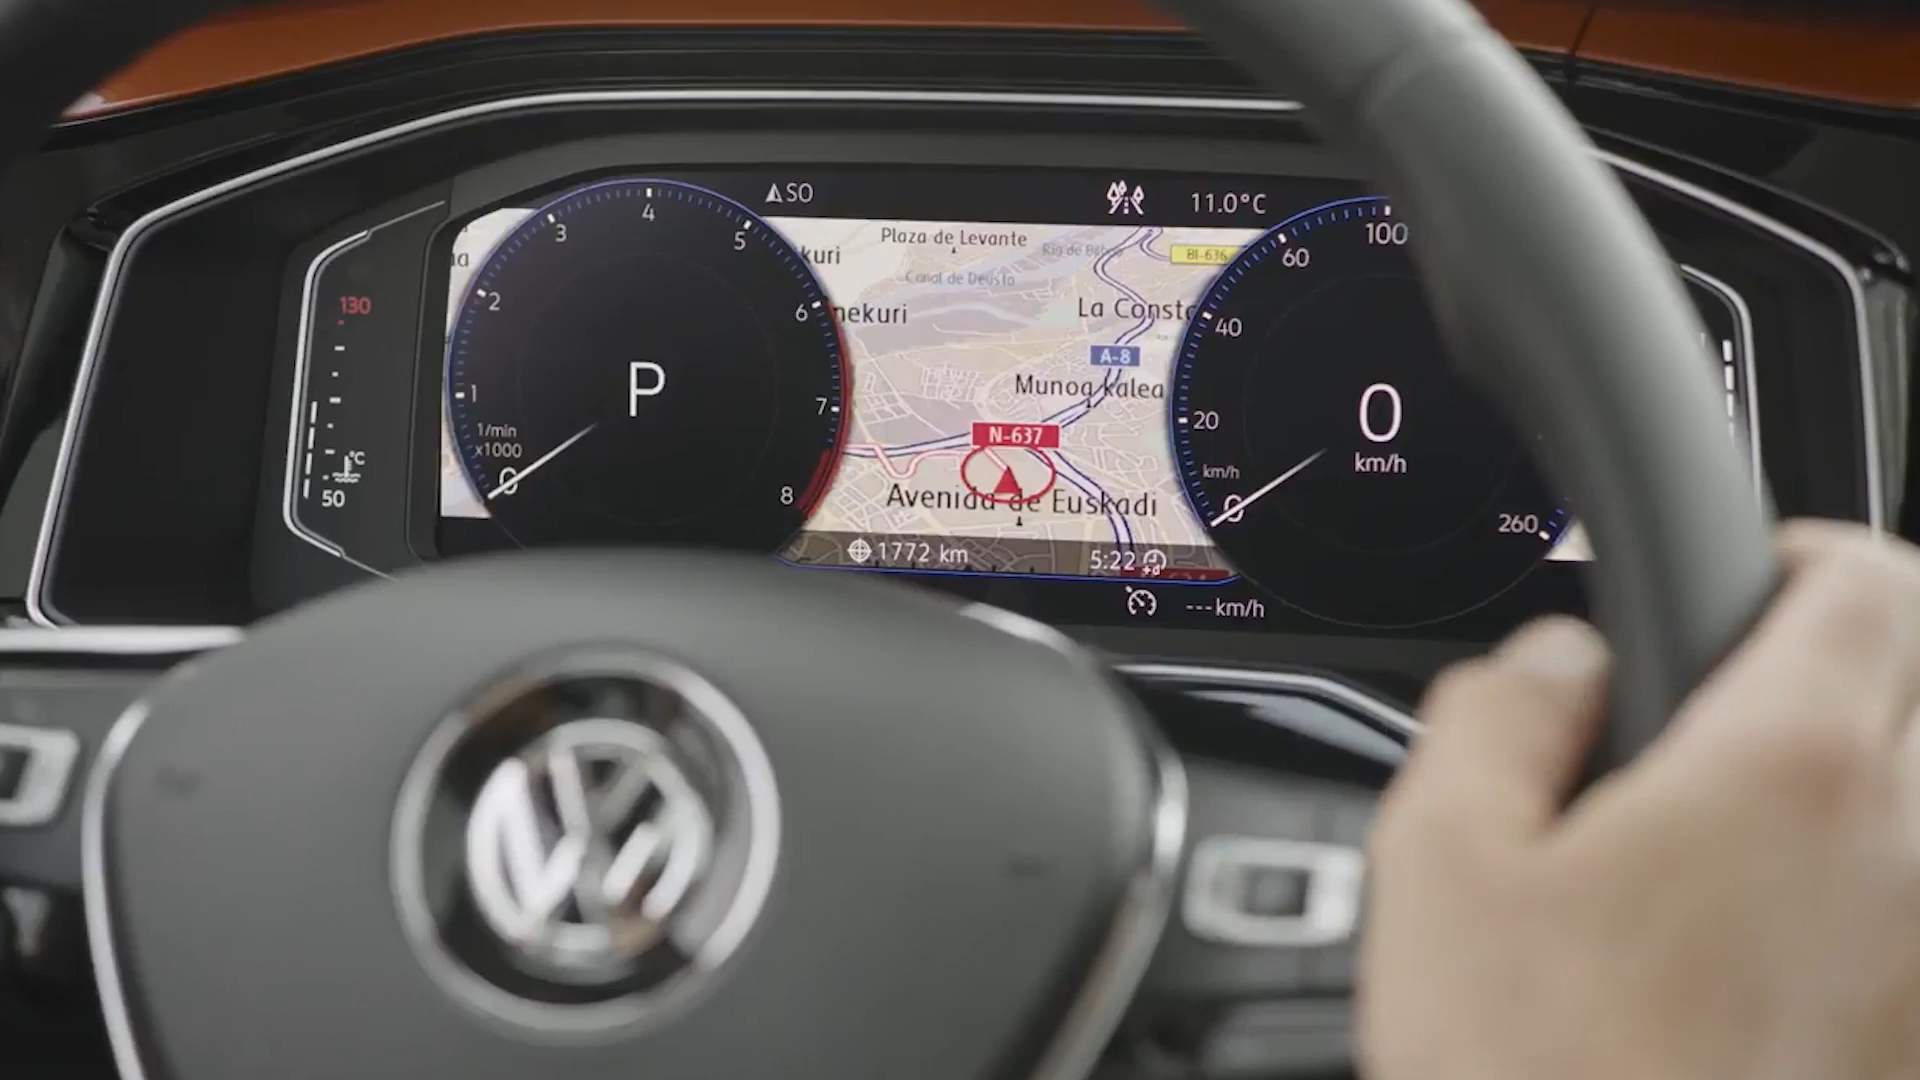 SO
11.0°C
130
50
°C
1/min
x1000
0
1
2
3
4
5
6
7
8
P
Plaza de Levante
Canal de Deusto
BI-636
kuri
nekuri
La Consta
A-8
Munoa kalea
N-637
Avenida de Euskadi
1772 km
5:22
--- km/h
km/h
0
20
40
60
100
260
0
km/h